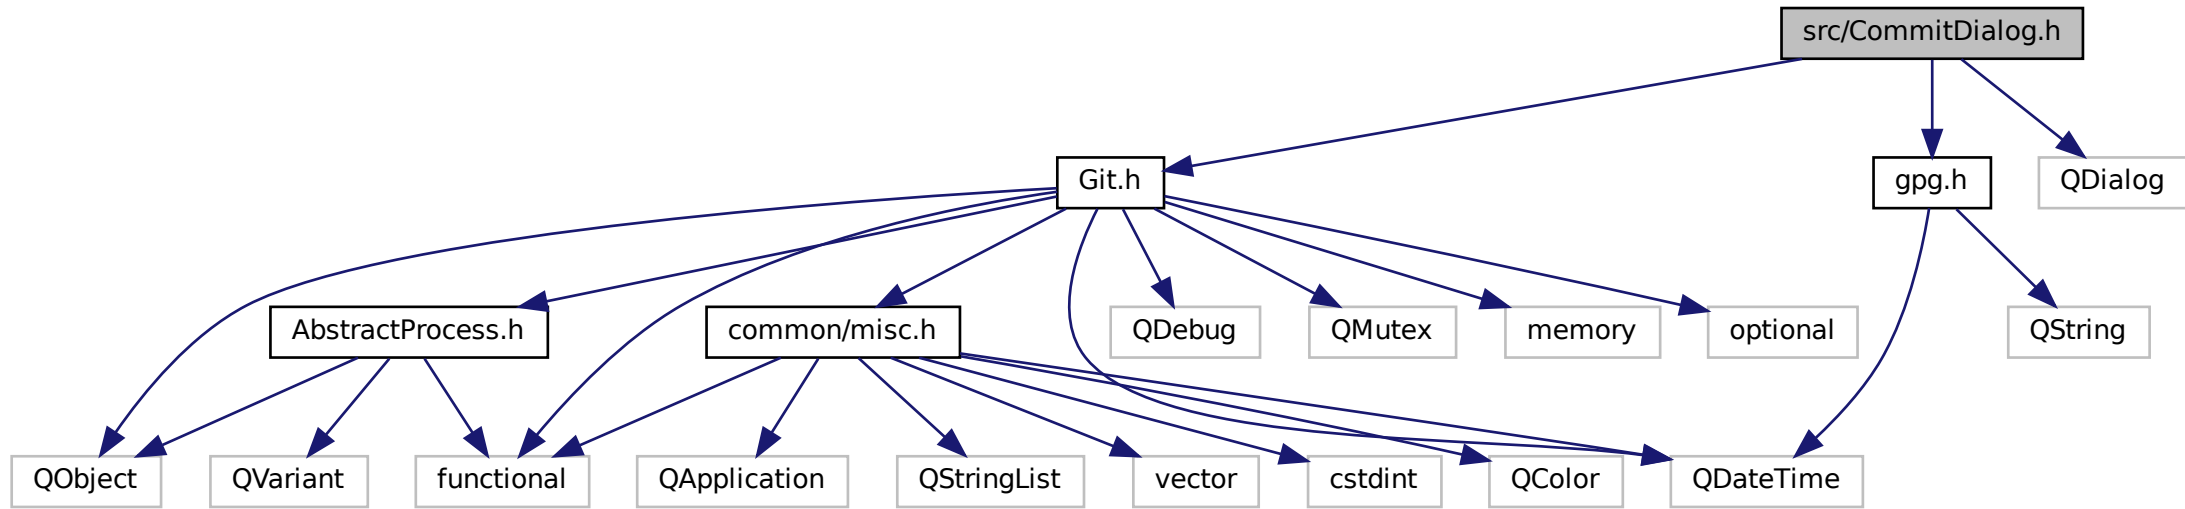 src/CommitDialog.h
Git.h
gpg.h
QDialog
AbstractProcess.h
common/misc.h
QDebug
QMutex
memory
optional
QString
QObject
QVariant
functional
QApplication
QStringList
vector
cstdint
QColor
QDateTime